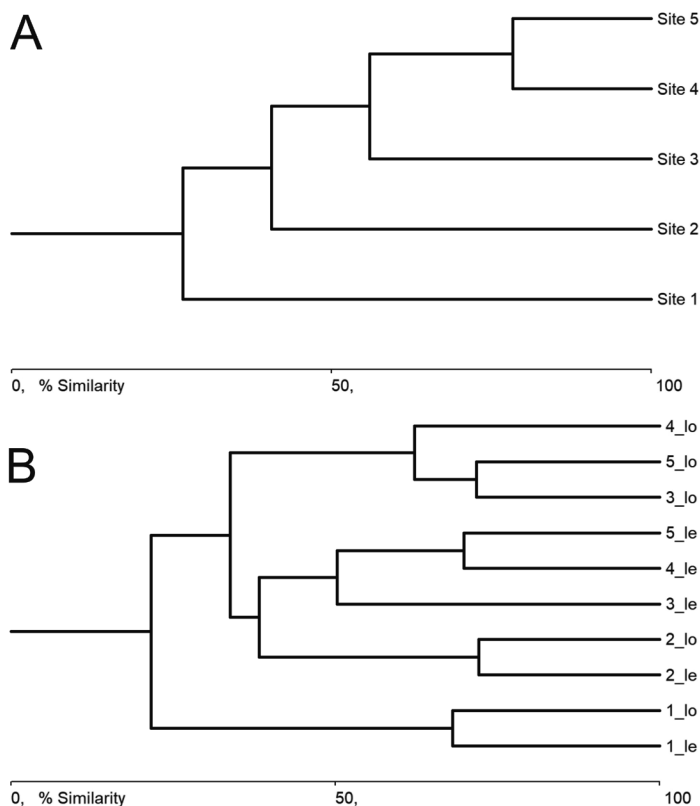 A
Site 5
Site 4
Site 3
Site 2
Site 1
0, % Similarity 50, 100
B
4_lo
5_lo
3_lo
5_le
4_le
3_le
2_lo
2_le
1_lo
1_le
0, % Similarity 50, 100